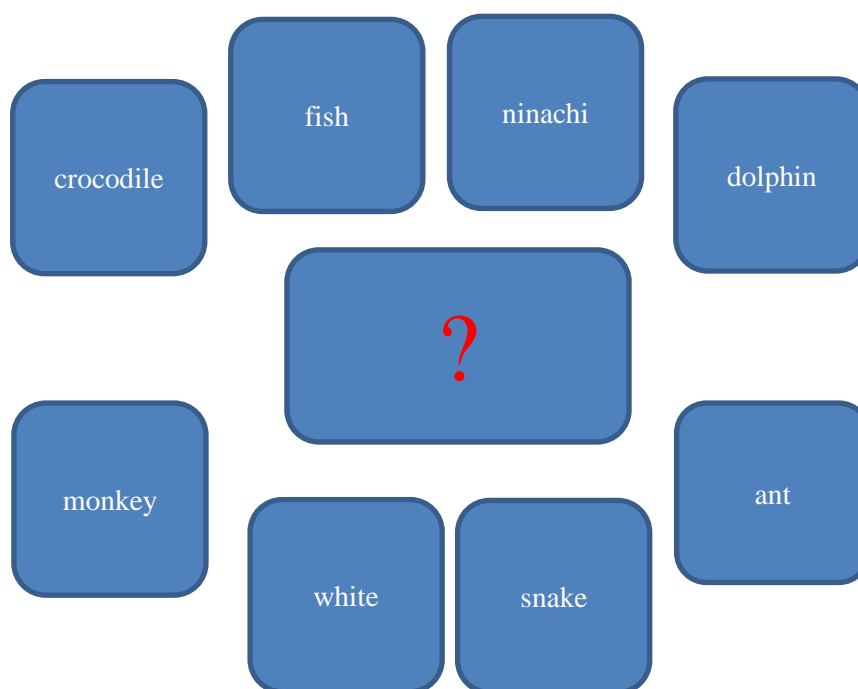 fish
ninachi
crocodile
dolphin
?
monkey
ant
white
snake